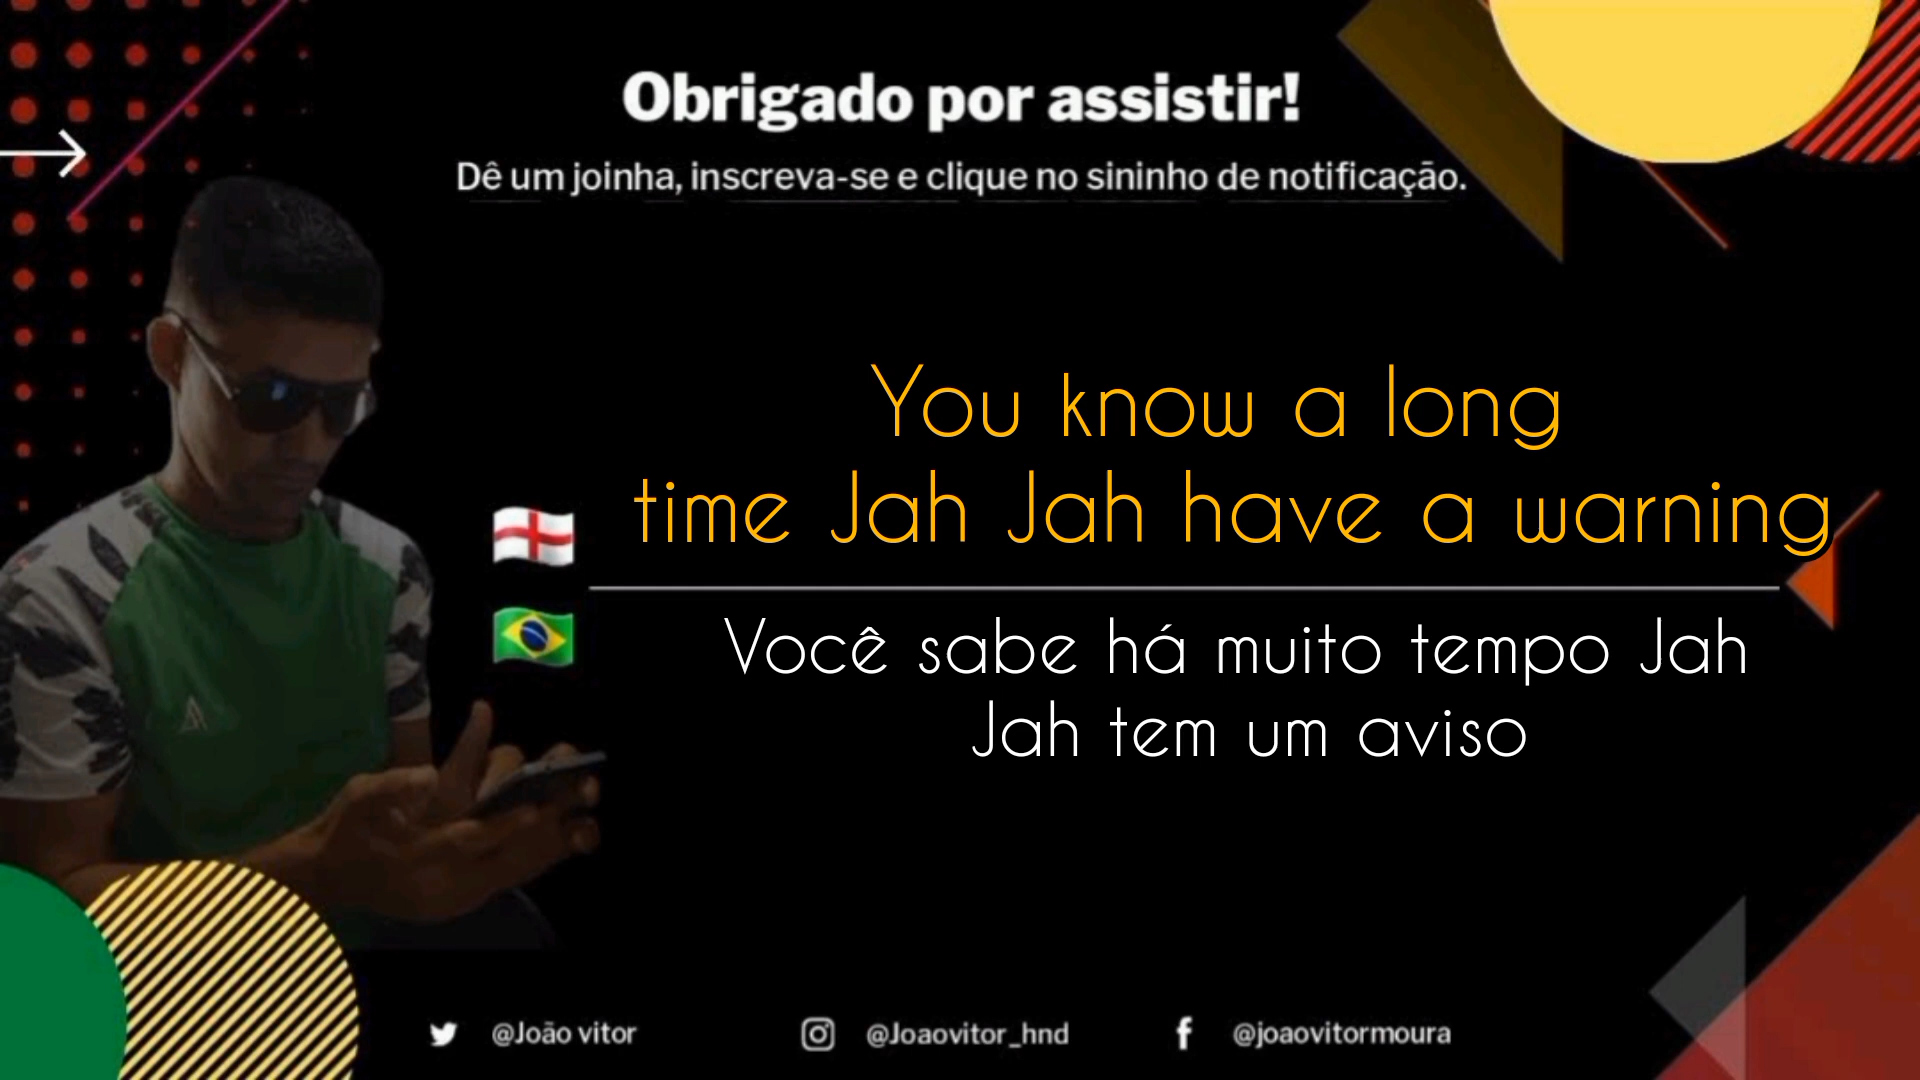 Obrigado por assistir!
Dê um joinha, inscreva-se e clique no sininho de notificação.
You know a long
time Jah Jah have a warning
Você sabe há muito tempo Jah
Jah tem um aviso
@João vitor
@Joaovitor_hnd
@joaovitormoura